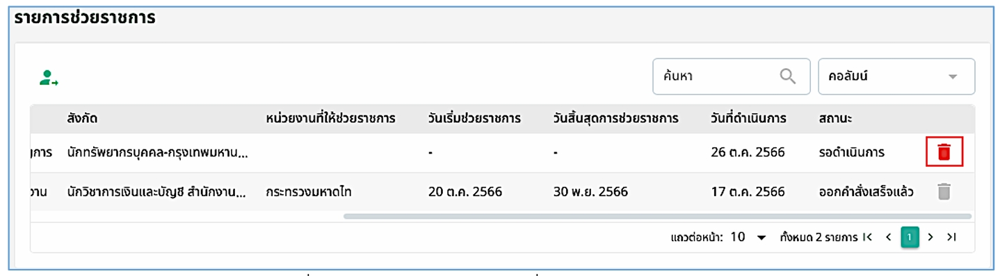 รายการช่วยราชการ
ค้นหา คอลัมน์
สังกัด หน่วยงานที่ให้ช่วยราชการ วันเริ่มช่วยราชการ วันสิ้นสุดการช่วยราชการ วันที่ดำเนินการ สถานะ
นักทรัพยากรบุคคล-กรุงเทพมหาน... - - 26 ต.ค. 2566 รอดำเนินการ
นักวิชาการเงินและบัญชี สำนักงาน... กระทรวงมหาดไท 20 ต.ค. 2566 30 พ.ย. 2566 17 ต.ค. 2566 ออกคำสั่งเสร็จแล้ว
แถวต่อหน้า: 10 ทั้งหมด 2 รายการ 1